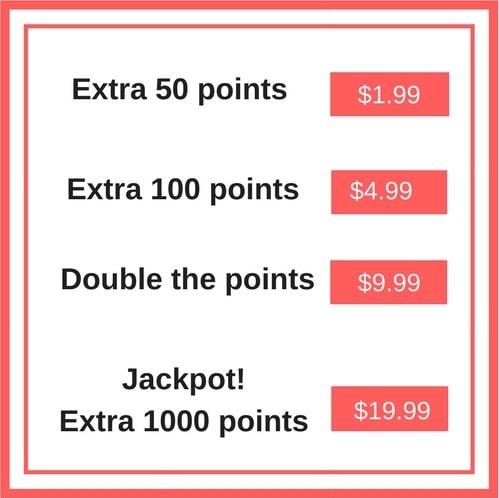 Extra 50 points $1.99
Extra 100 points $4.99
Double the points $9.99
Jackpot!
Extra 1000 points $19.99